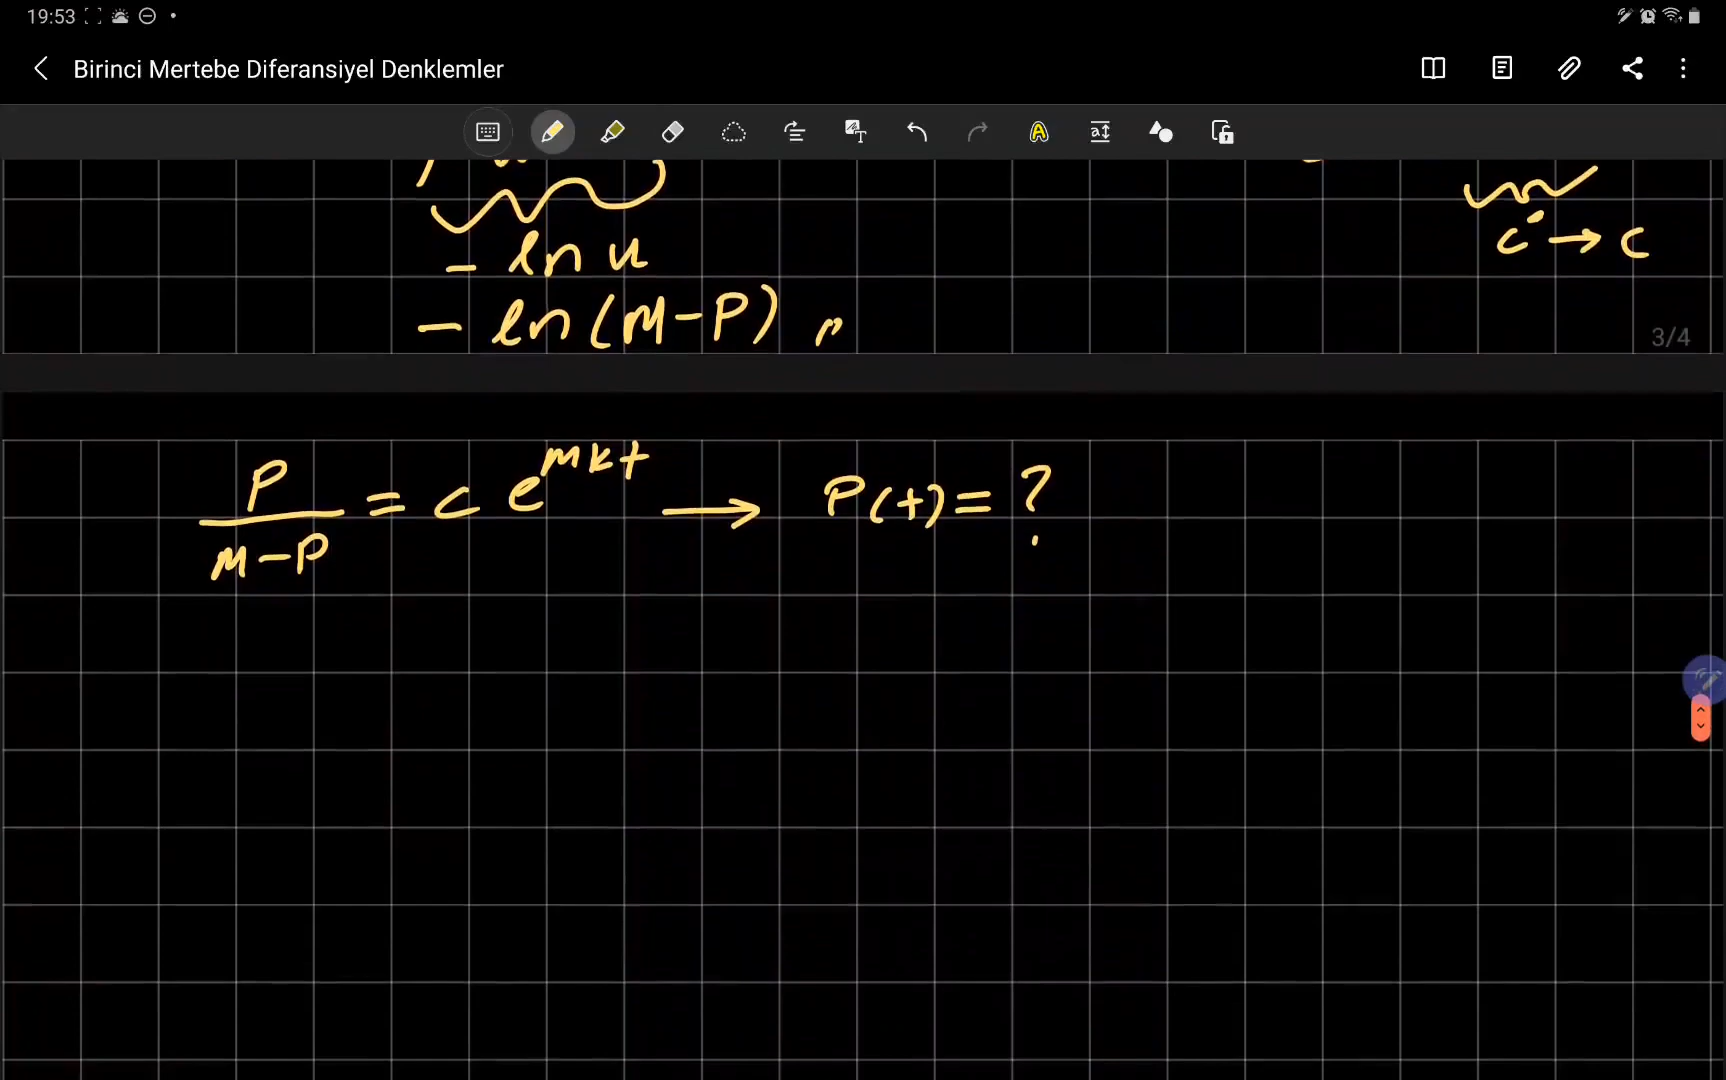 19:53
Birinci Mertebe Diferansiyel Denklemler
- ln u
c → c
- ln(M-P) ,,
3/4
P/(M-P) = c e^{Mkt} → P(t) = ?